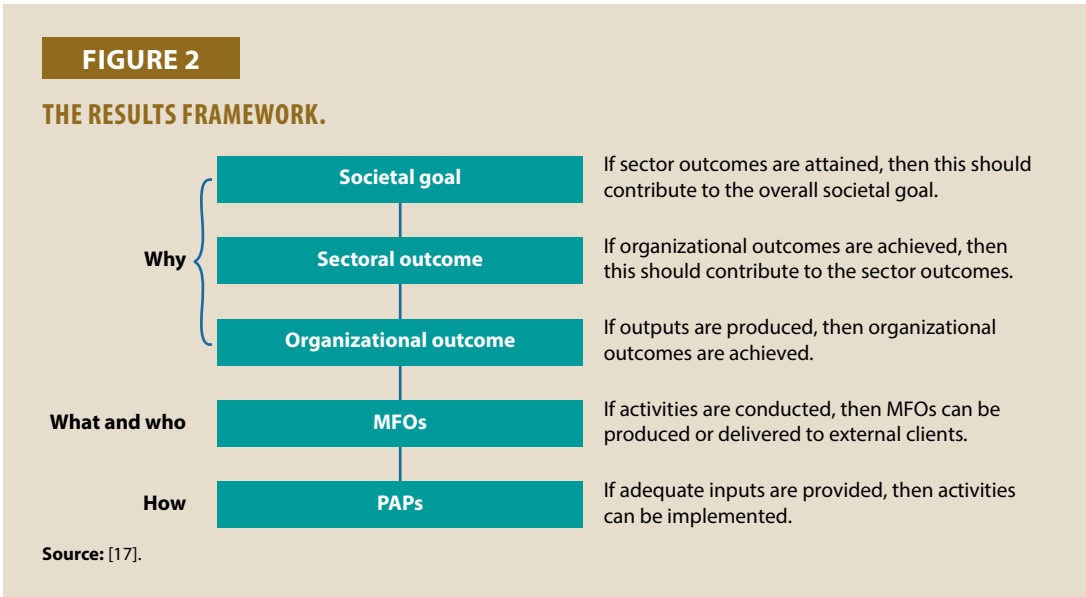 FIGURE 2
THE RESULTS FRAMEWORK.
Societal goal
If sector outcomes are attained, then this should
contribute to the overall societal goal.
Why
Sectoral outcome
If organizational outcomes are achieved, then
this should contribute to the sector outcomes.
Organizational outcome
If outputs are produced, then organizational
outcomes are achieved.
What and who
MFOs
If activities are conducted, then MFOs can be
produced or delivered to external clients.
How
PAPs
If adequate inputs are provided, then activities
can be implemented.
Source: [17].